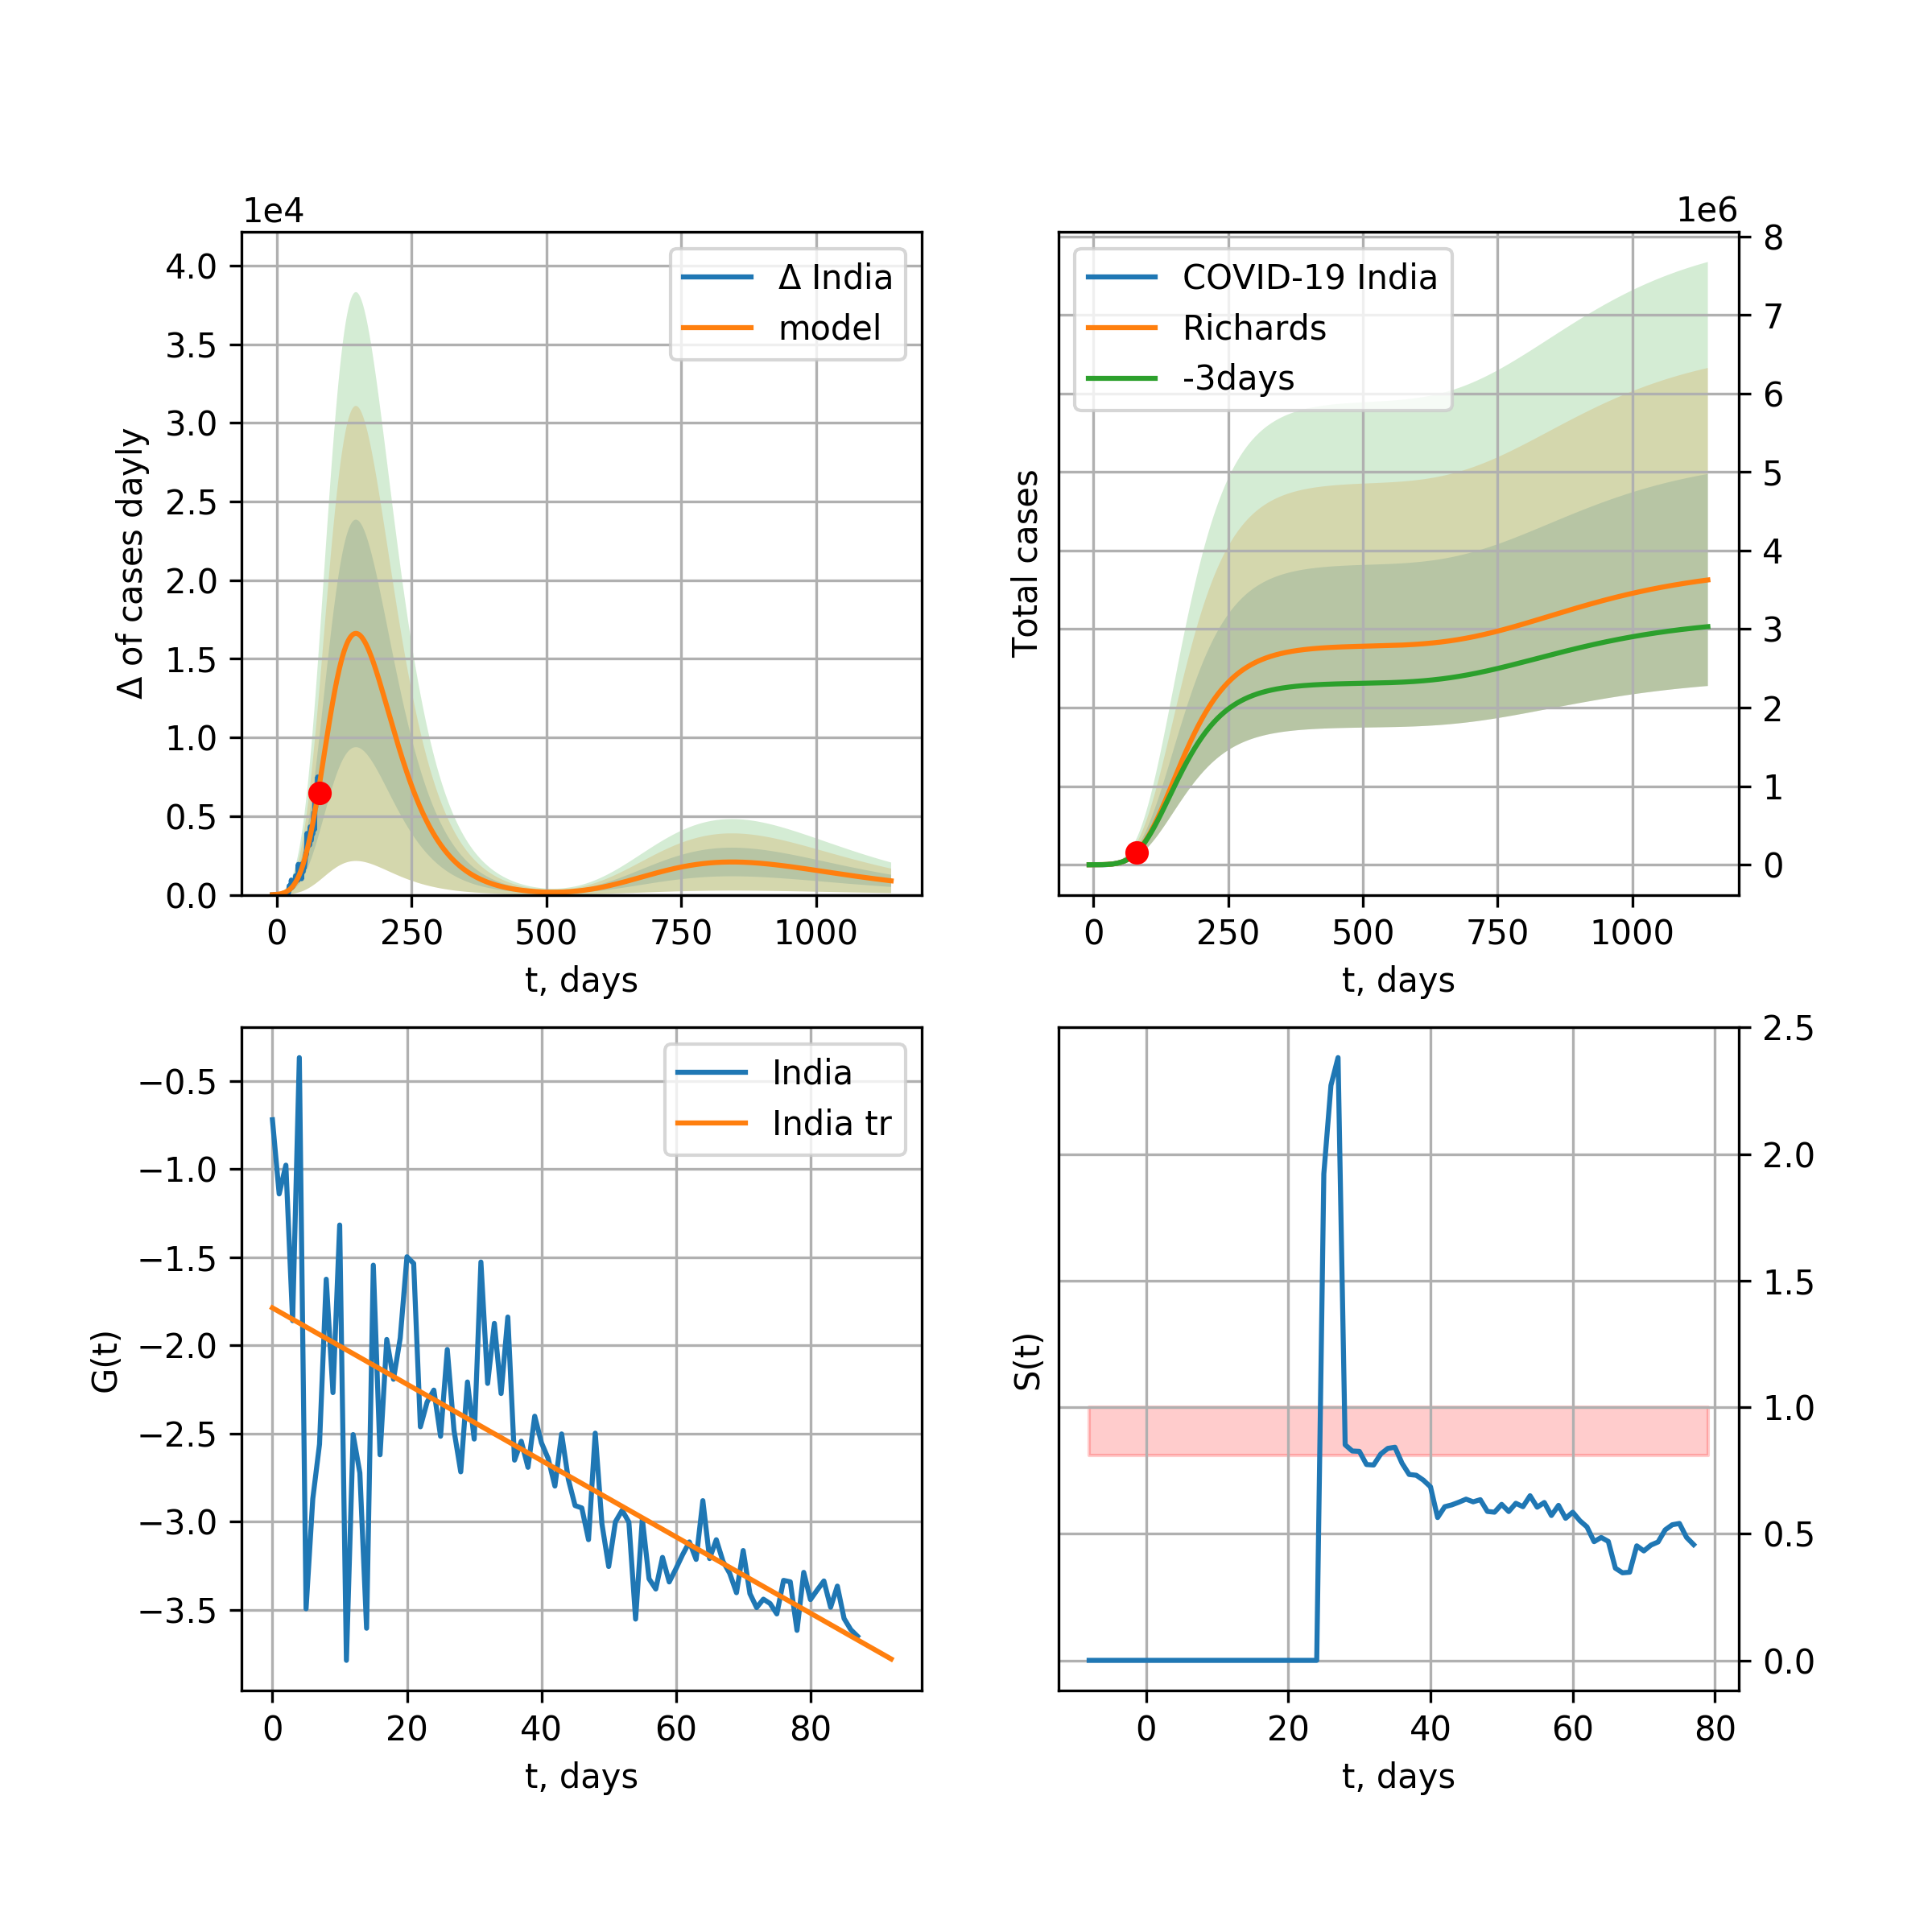 1e4
4.0
3.5
3.0
2.5
2.0
1.5
1.0
0.5
0.0
Δ of cases dayly
Δ India
model
0 250 500 750 1000
t, days
1e6
8
7
6
5
4
3
2
1
0
Total cases
COVID-19 India
Richards
-3days
0 250 500 750 1000
t, days
−0.5
−1.0
−1.5
−2.0
−2.5
−3.0
−3.5
G(t)
India
India tr
0 20 40 60 80
t, days
2.5
2.0
1.5
1.0
0.5
0.0
S(t)
0 20 40 60 80
t, days